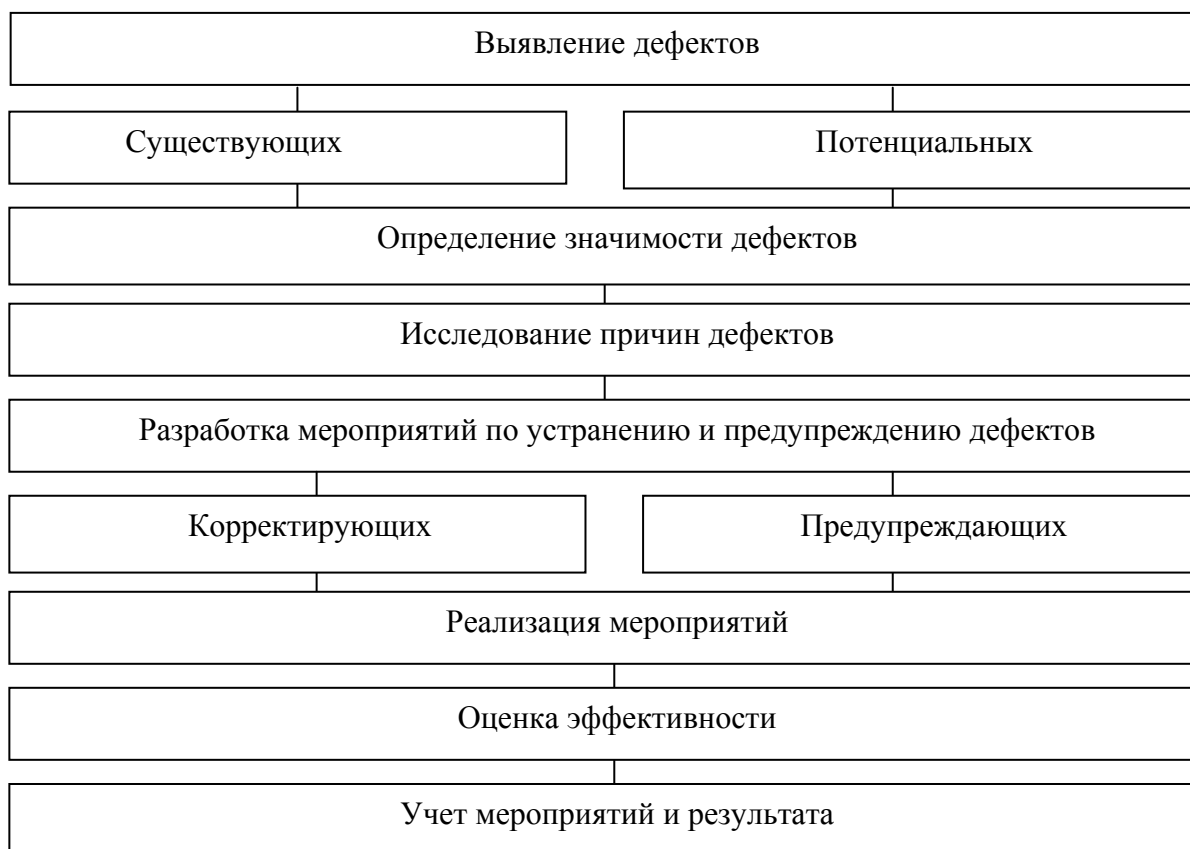 Выявление дефектов
Существующих
Потенциальных
Определение значимости дефектов
Исследование причин дефектов
Разработка мероприятий по устранению и предупреждению дефектов
Корректирующих
Предупреждающих
Реализация мероприятий
Оценка эффективности
Учет мероприятий и результата